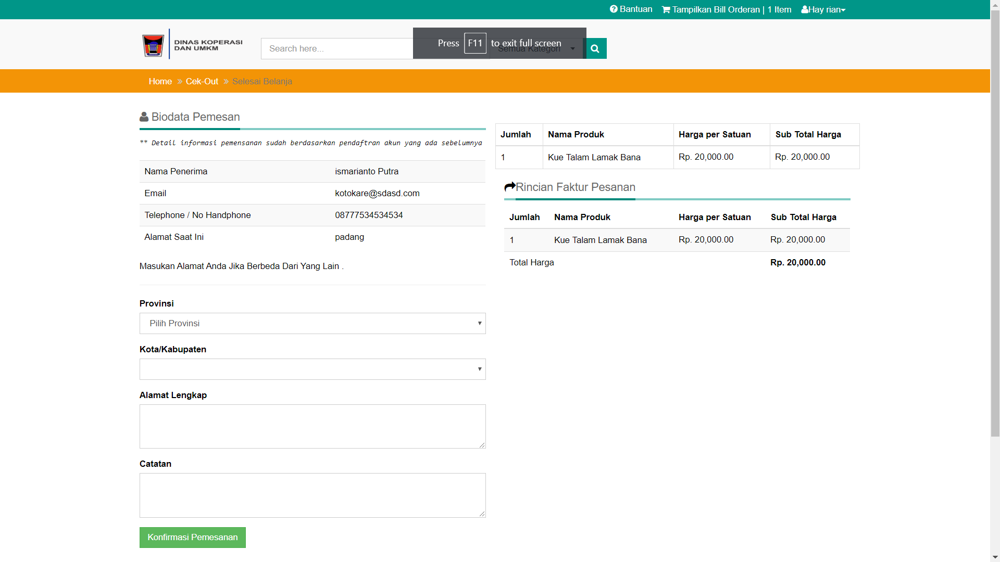 Bantuan Tampilkan Bill Orderan | 1 Item Hay rian
DINAS KOPERASI
DAN UMKM
Search here...
Semua Kategori
Press F11 to exit full screen
Home » Cek-Out » Selesai Belanja
Biodata Pemesan
** Detail informasi pemensanan sudah berdasarkan pendaftran akun yang ada sebelumnya
Nama Penerima ismarianto Putra
Email kotokare@sdasd.com
Telephone / No Handphone 08777534534534
Alamat Saat Ini padang
Masukan Alamat Anda Jika Berbeda Dari Yang Lain .
Provinsi
Pilih Provinsi
Kota/Kabupaten
Alamat Lengkap
Catatan
Konfirmasi Pemesanan
Jumlah Nama Produk Harga per Satuan Sub Total Harga
1 Kue Talam Lamak Bana Rp. 20,000.00 Rp. 20,000.00
Rincian Faktur Pesanan
Jumlah Nama Produk Harga per Satuan Sub Total Harga
1 Kue Talam Lamak Bana Rp. 20,000.00 Rp. 20,000.00
Total Harga Rp. 20,000.00